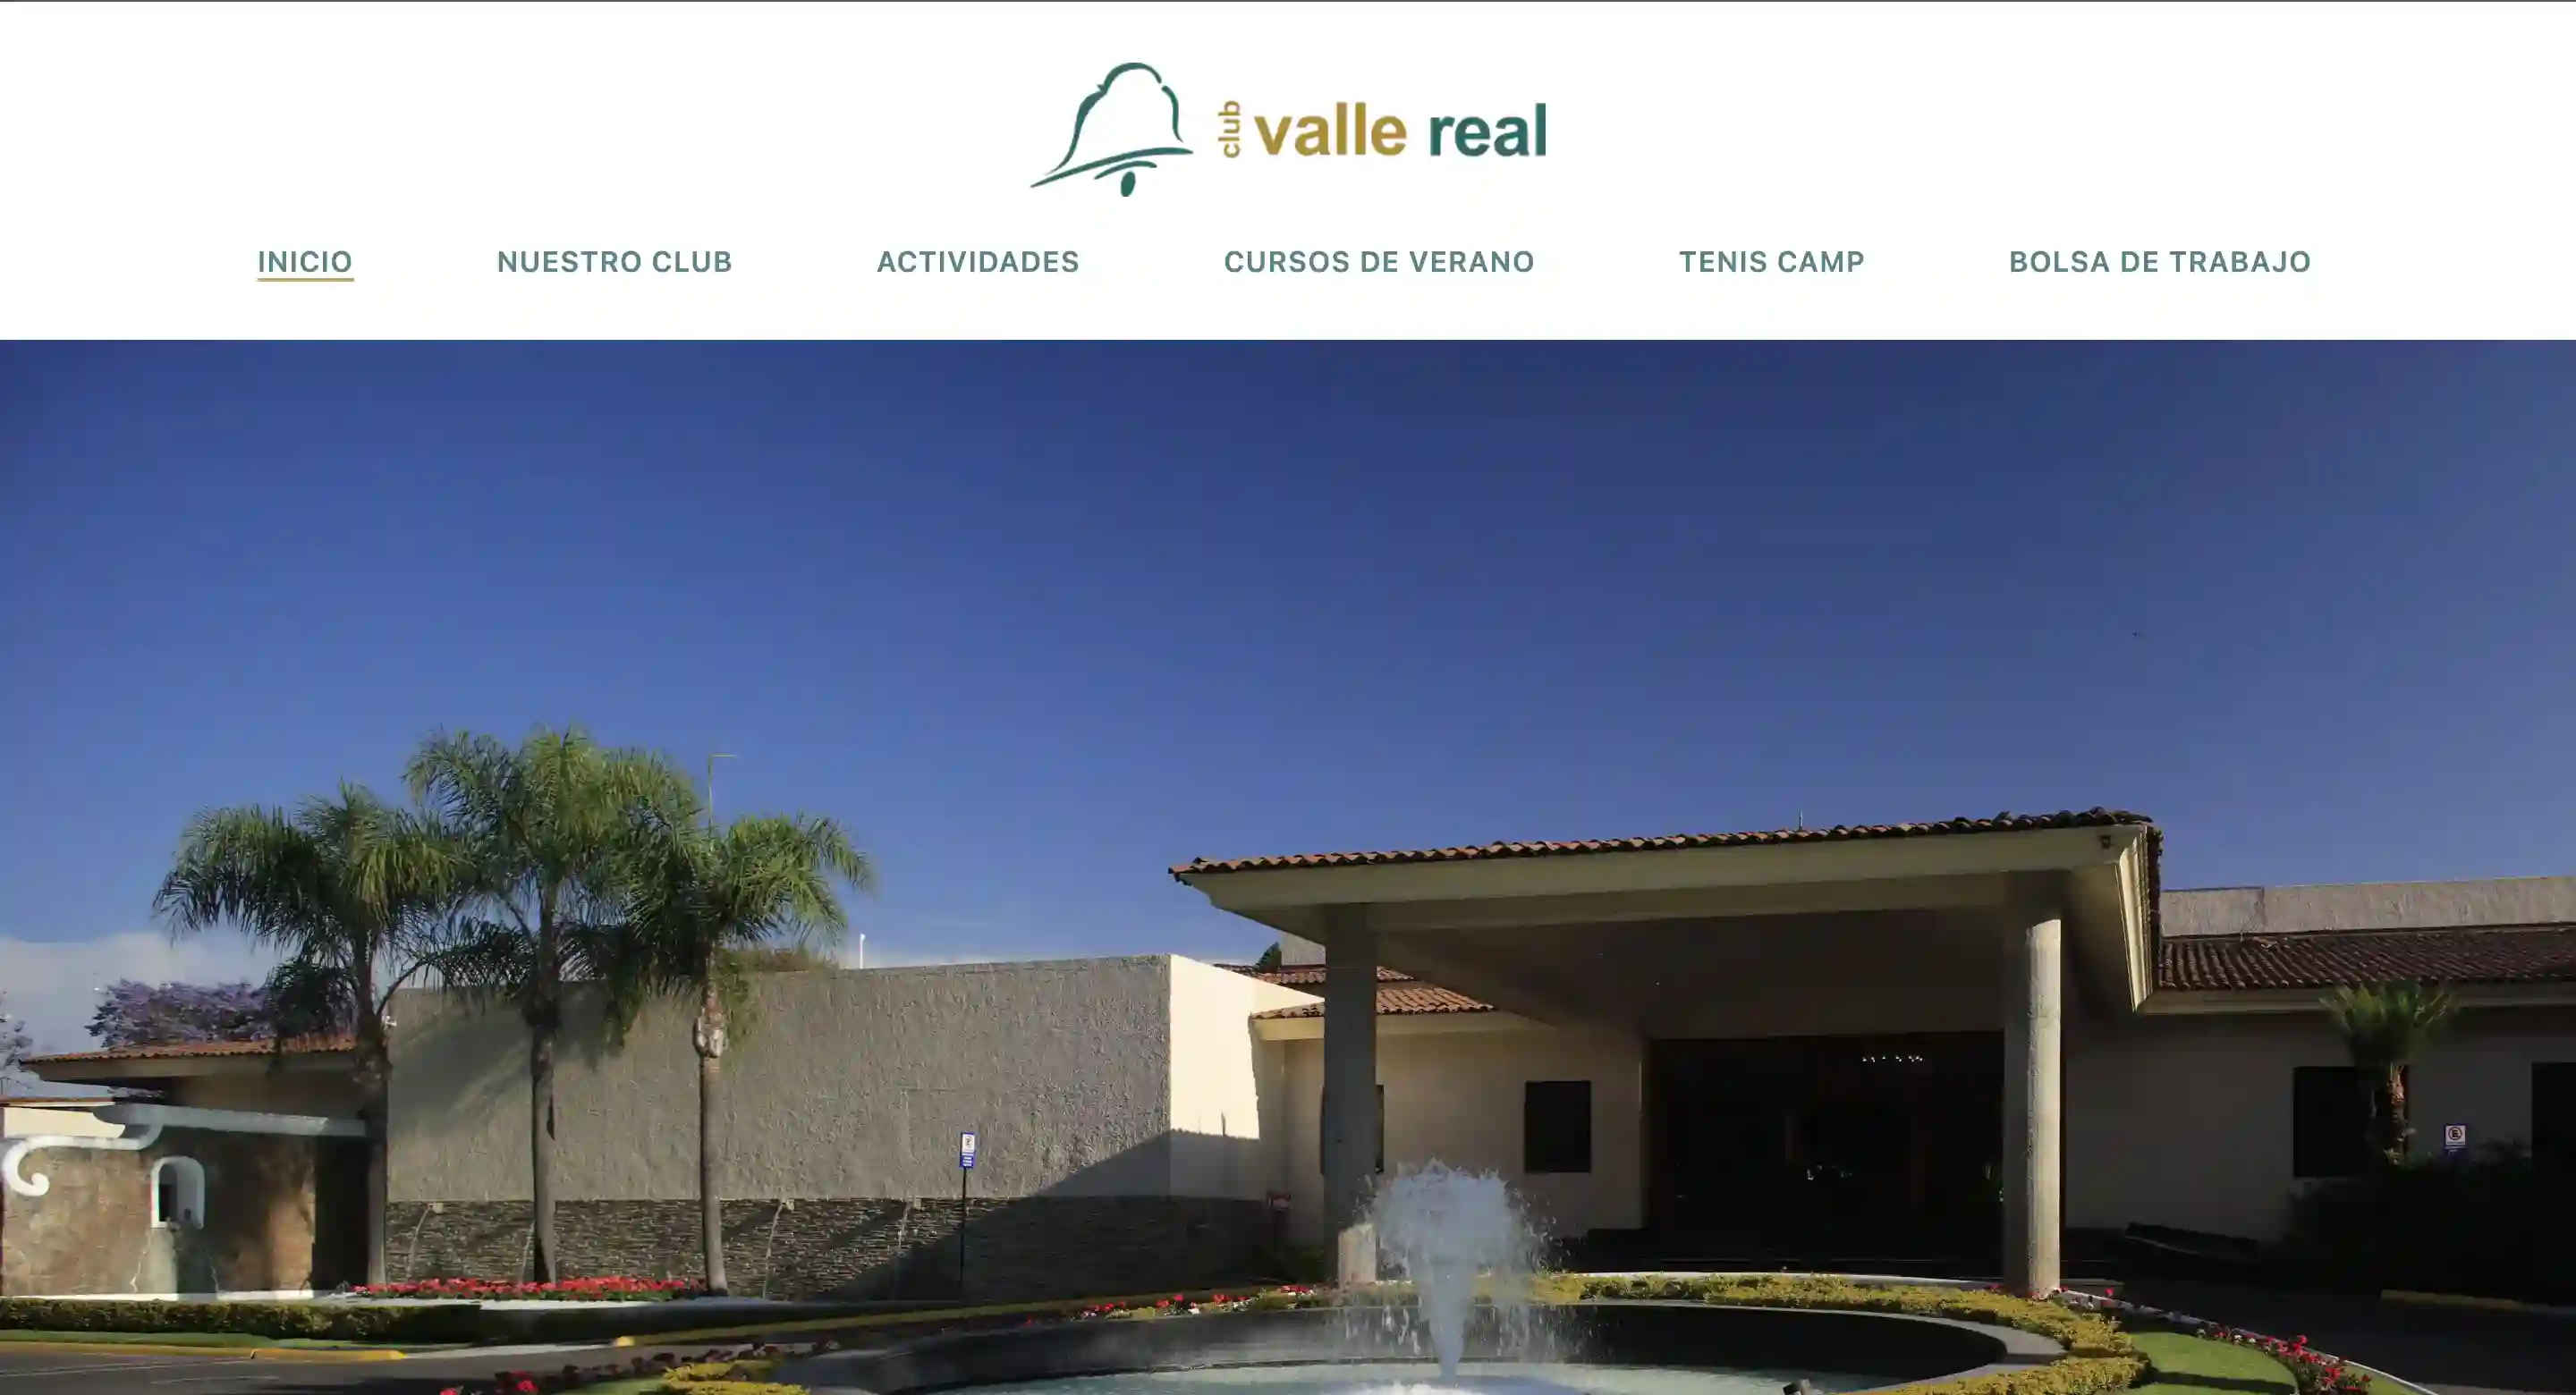 club valle real
INICIO NUESTRO CLUB ACTIVIDADES CURSOS DE VERANO TENIS CAMP BOLSA DE TRABAJO